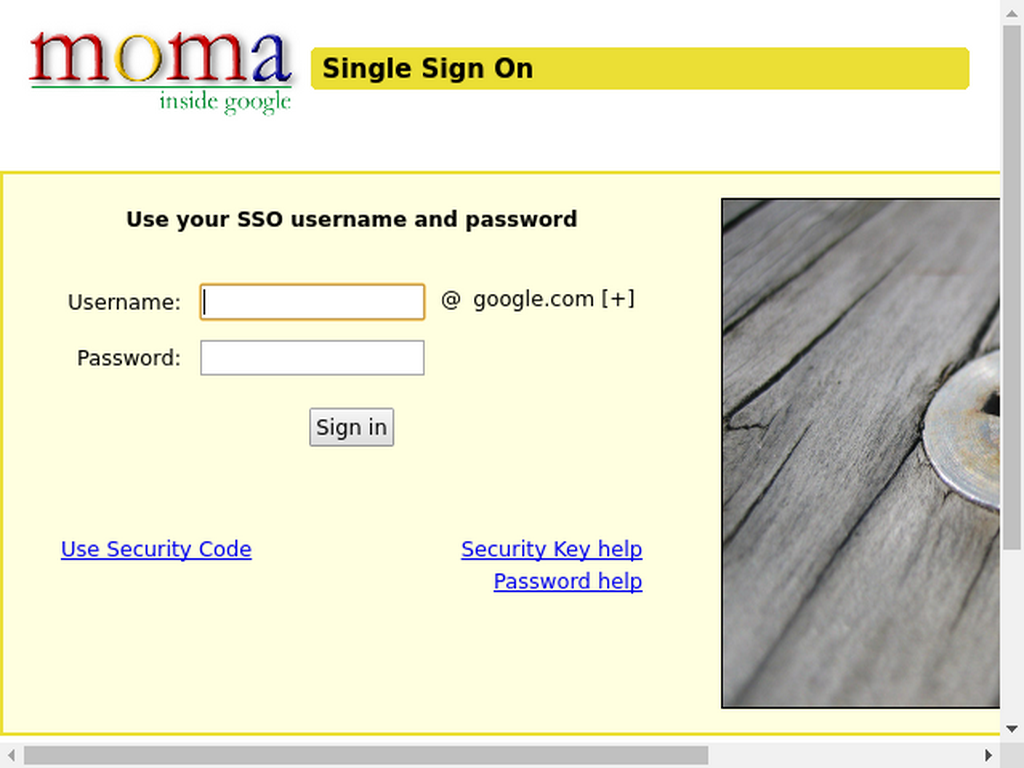 moma
inside google
Single Sign On
Use your SSO username and password
Username: @ google.com [+]
Password:
Sign in
Use Security Code Security Key help
Password help